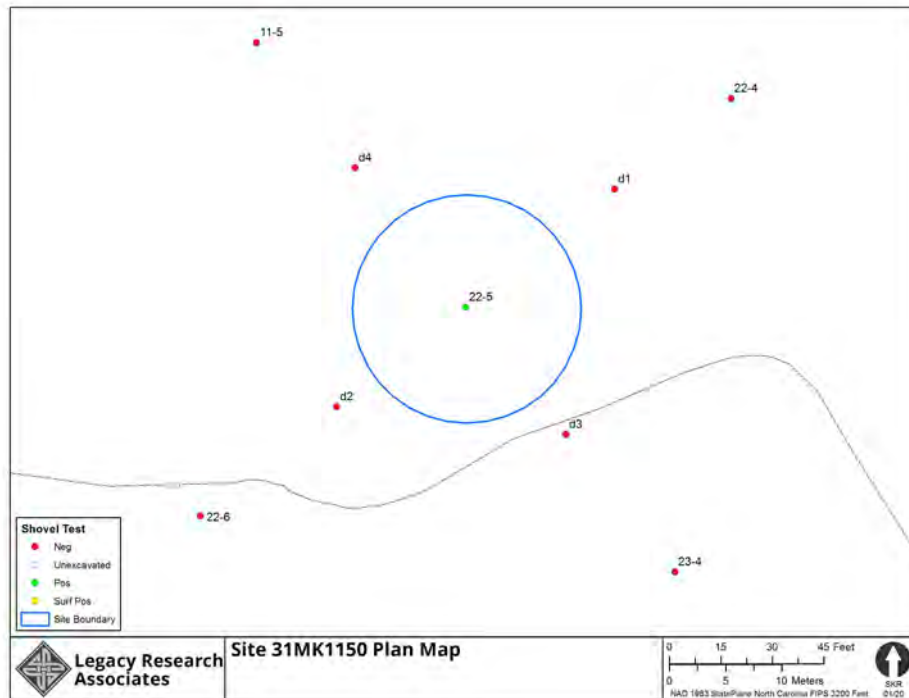 11-5
22-4
d4
d1
22-5
d2
d3
22-6
23-4
Shovel Test
Neg
Unexcavated
Pos
Surf Pos
Site Boundary
Legacy Research
Associates
Site 31MK1150 Plan Map
0 15 30 45 Feet
0 5 10 Meters
NAD 1983 StatePlane North Carolina FIPS 3200 Feet
SKR
01/20